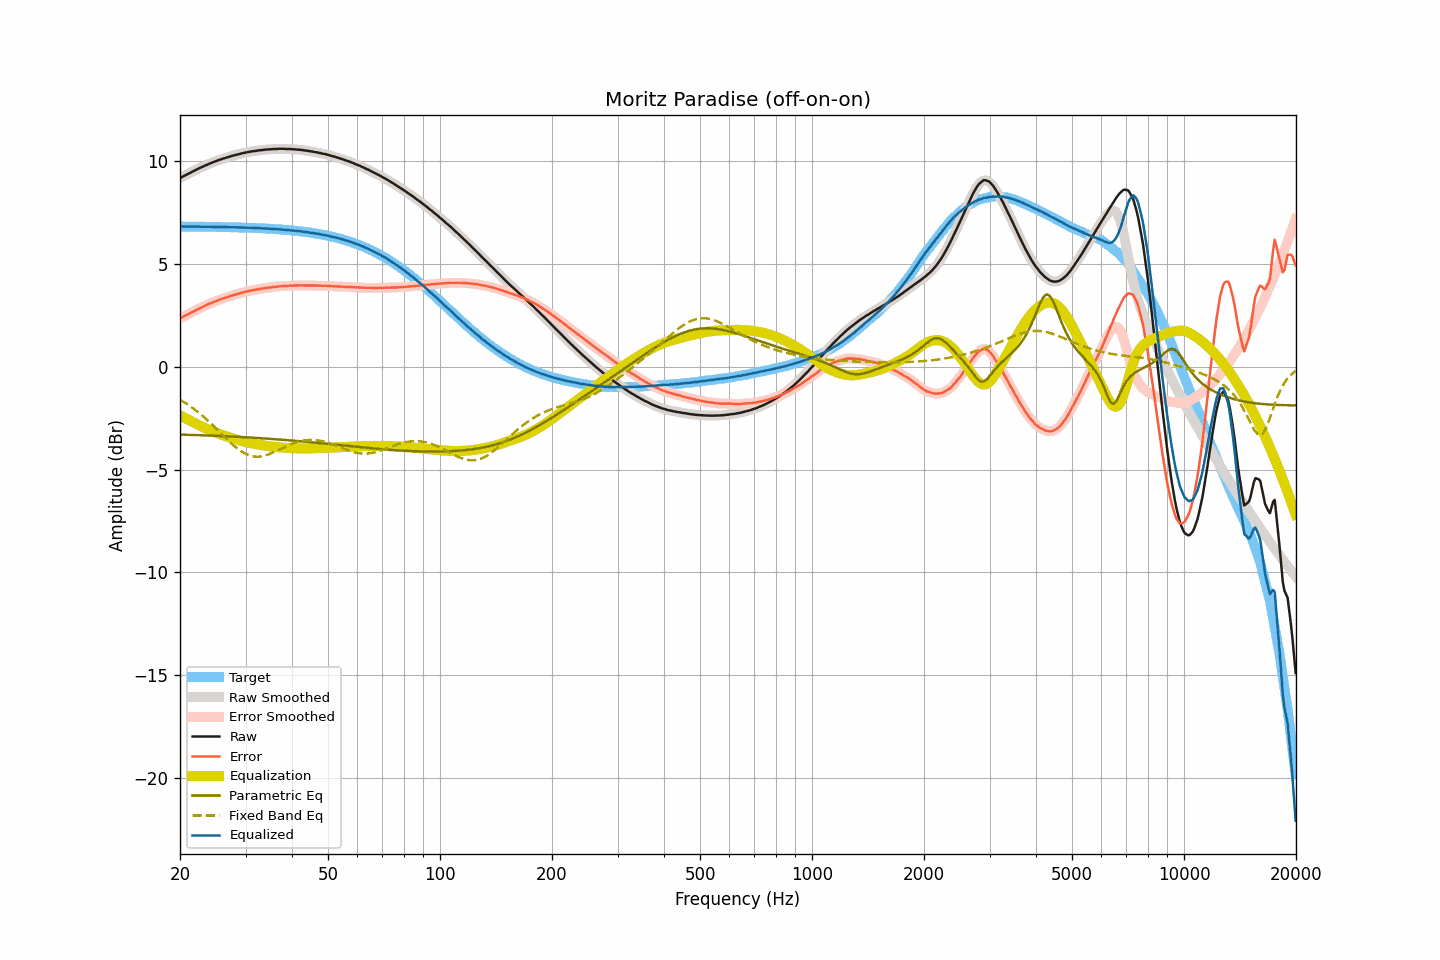 Moritz Paradise (off-on-on)
10
5
0
−5
−10
−15
−20
Amplitude (dBr)
Target
Raw Smoothed
Error Smoothed
Raw
Error
Equalization
Parametric Eq
Fixed Band Eq
Equalized
20 50 100 200 500 1000 2000 5000 10000 20000
Frequency (Hz)